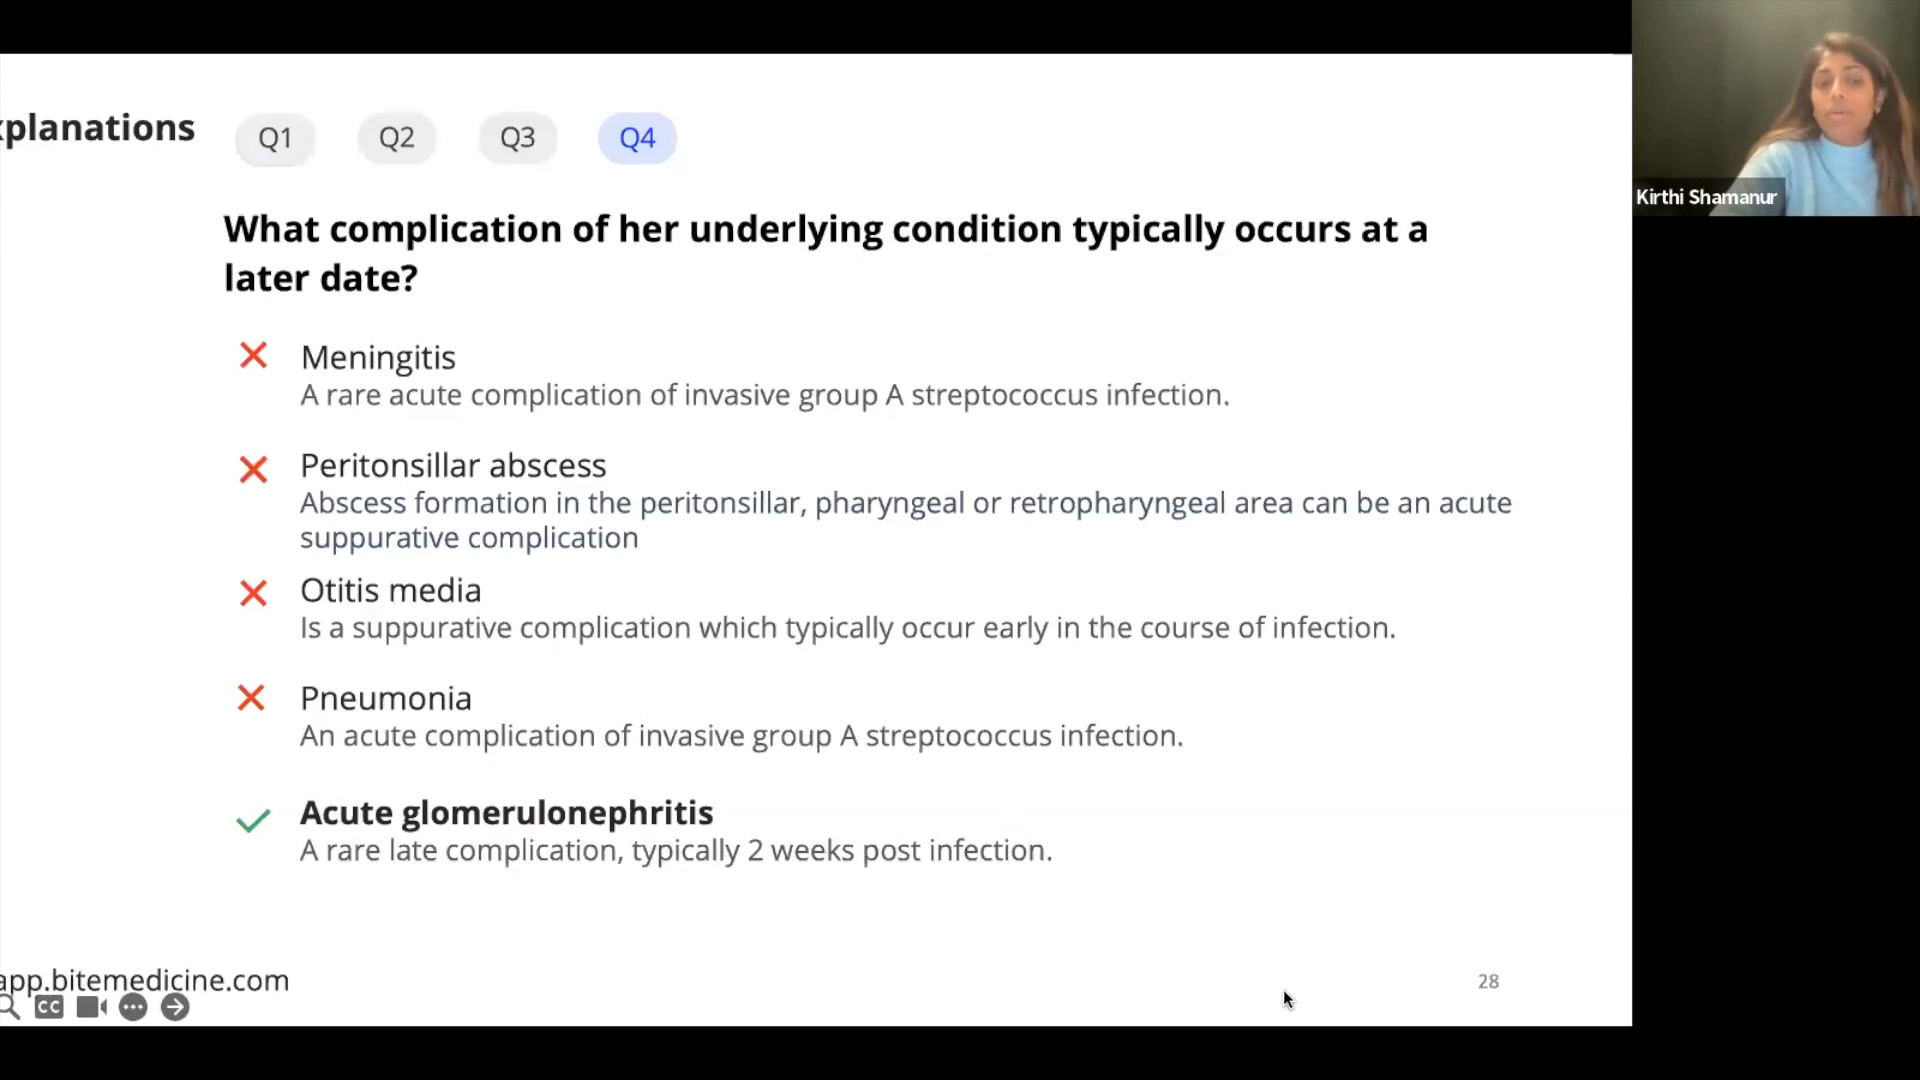 xplanations
Q1 Q2 Q3 Q4
What complication of her underlying condition typically occurs at a
later date?
Meningitis
A rare acute complication of invasive group A streptococcus infection.
Peritonsillar abscess
Abscess formation in the peritonsillar, pharyngeal or retropharyngeal area can be an acute
suppurative complication
Otitis media
Is a suppurative complication which typically occur early in the course of infection.
Pneumonia
An acute complication of invasive group A streptococcus infection.
Acute glomerulonephritis
A rare late complication, typically 2 weeks post infection.
app.bitemedicine.com
28
CC
Kirthi Shamanur